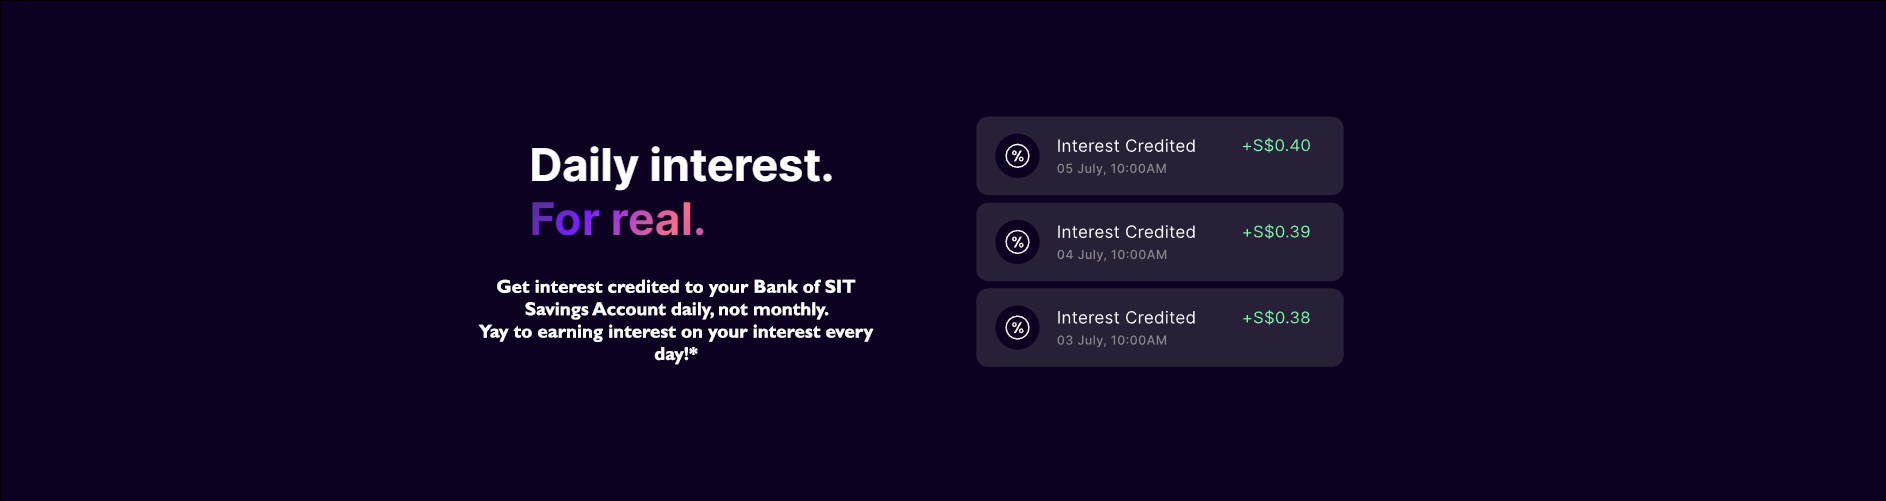 Daily interest.
For real.
Get interest credited to your Bank of SIT
Savings Account daily, not monthly.
Yay to earning interest on your interest every
day!*
% Interest Credited +S$0.40
05 July, 10:00AM
% Interest Credited +S$0.39
04 July, 10:00AM
% Interest Credited +S$0.38
03 July, 10:00AM